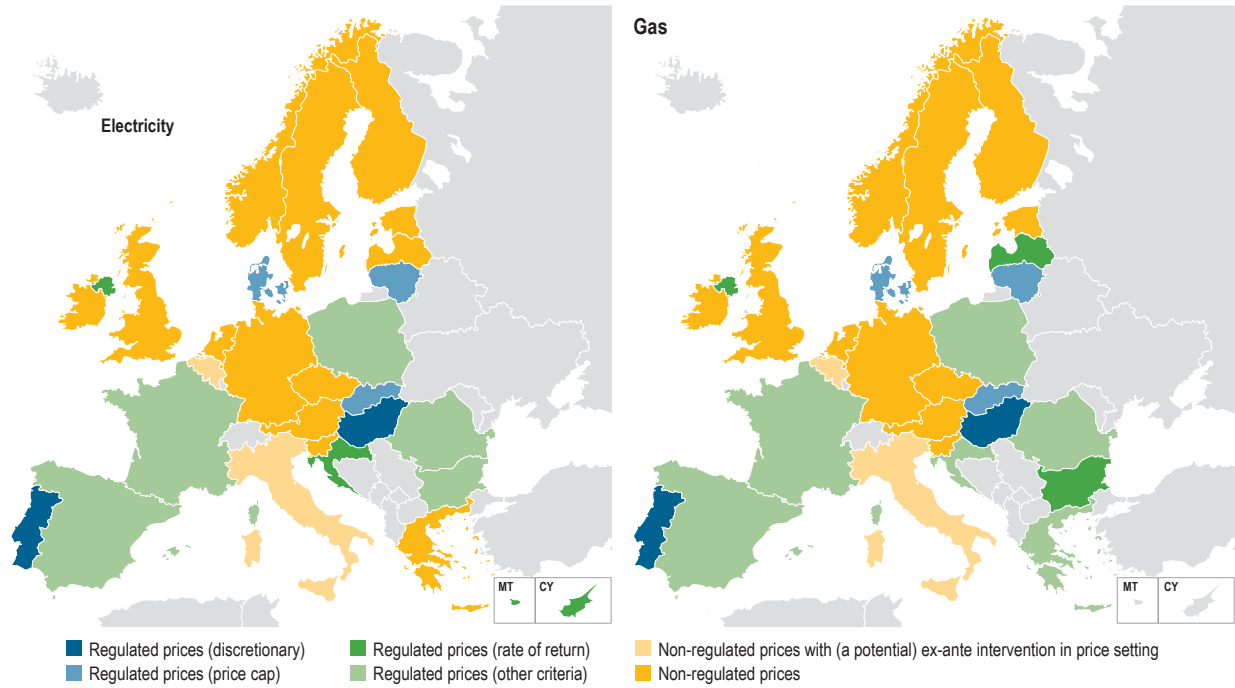 Electricity
MT
CY
Gas
MT
CY
Regulated prices (discretionary)
Regulated prices (price cap)
Regulated prices (rate of return)
Regulated prices (other criteria)
Non-regulated prices with (a potential) ex-ante intervention in price setting
Non-regulated prices